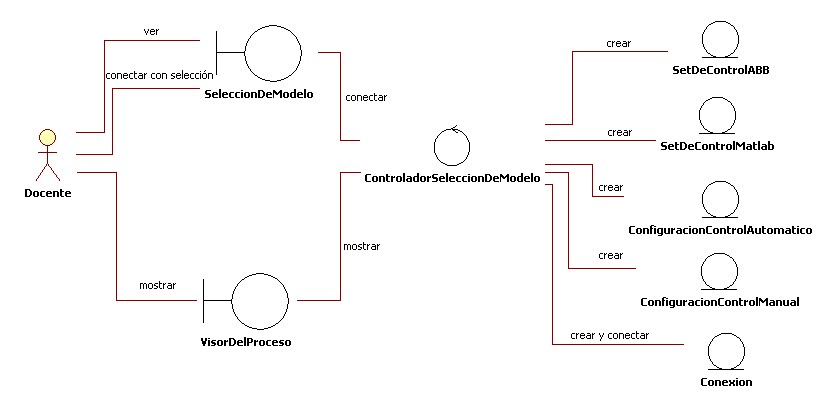 ver
conectar con selección
SeleccionDeModelo
conectar
Docente
mostrar
VisorDelProceso
mostrar
ControladorSeleccionDeModelo
crear
SetDeControlABB
crear
SetDeControlMatlab
crear
ConfiguracionControlAutomatico
crear
ConfiguracionControlManual
crear y conectar
Conexion